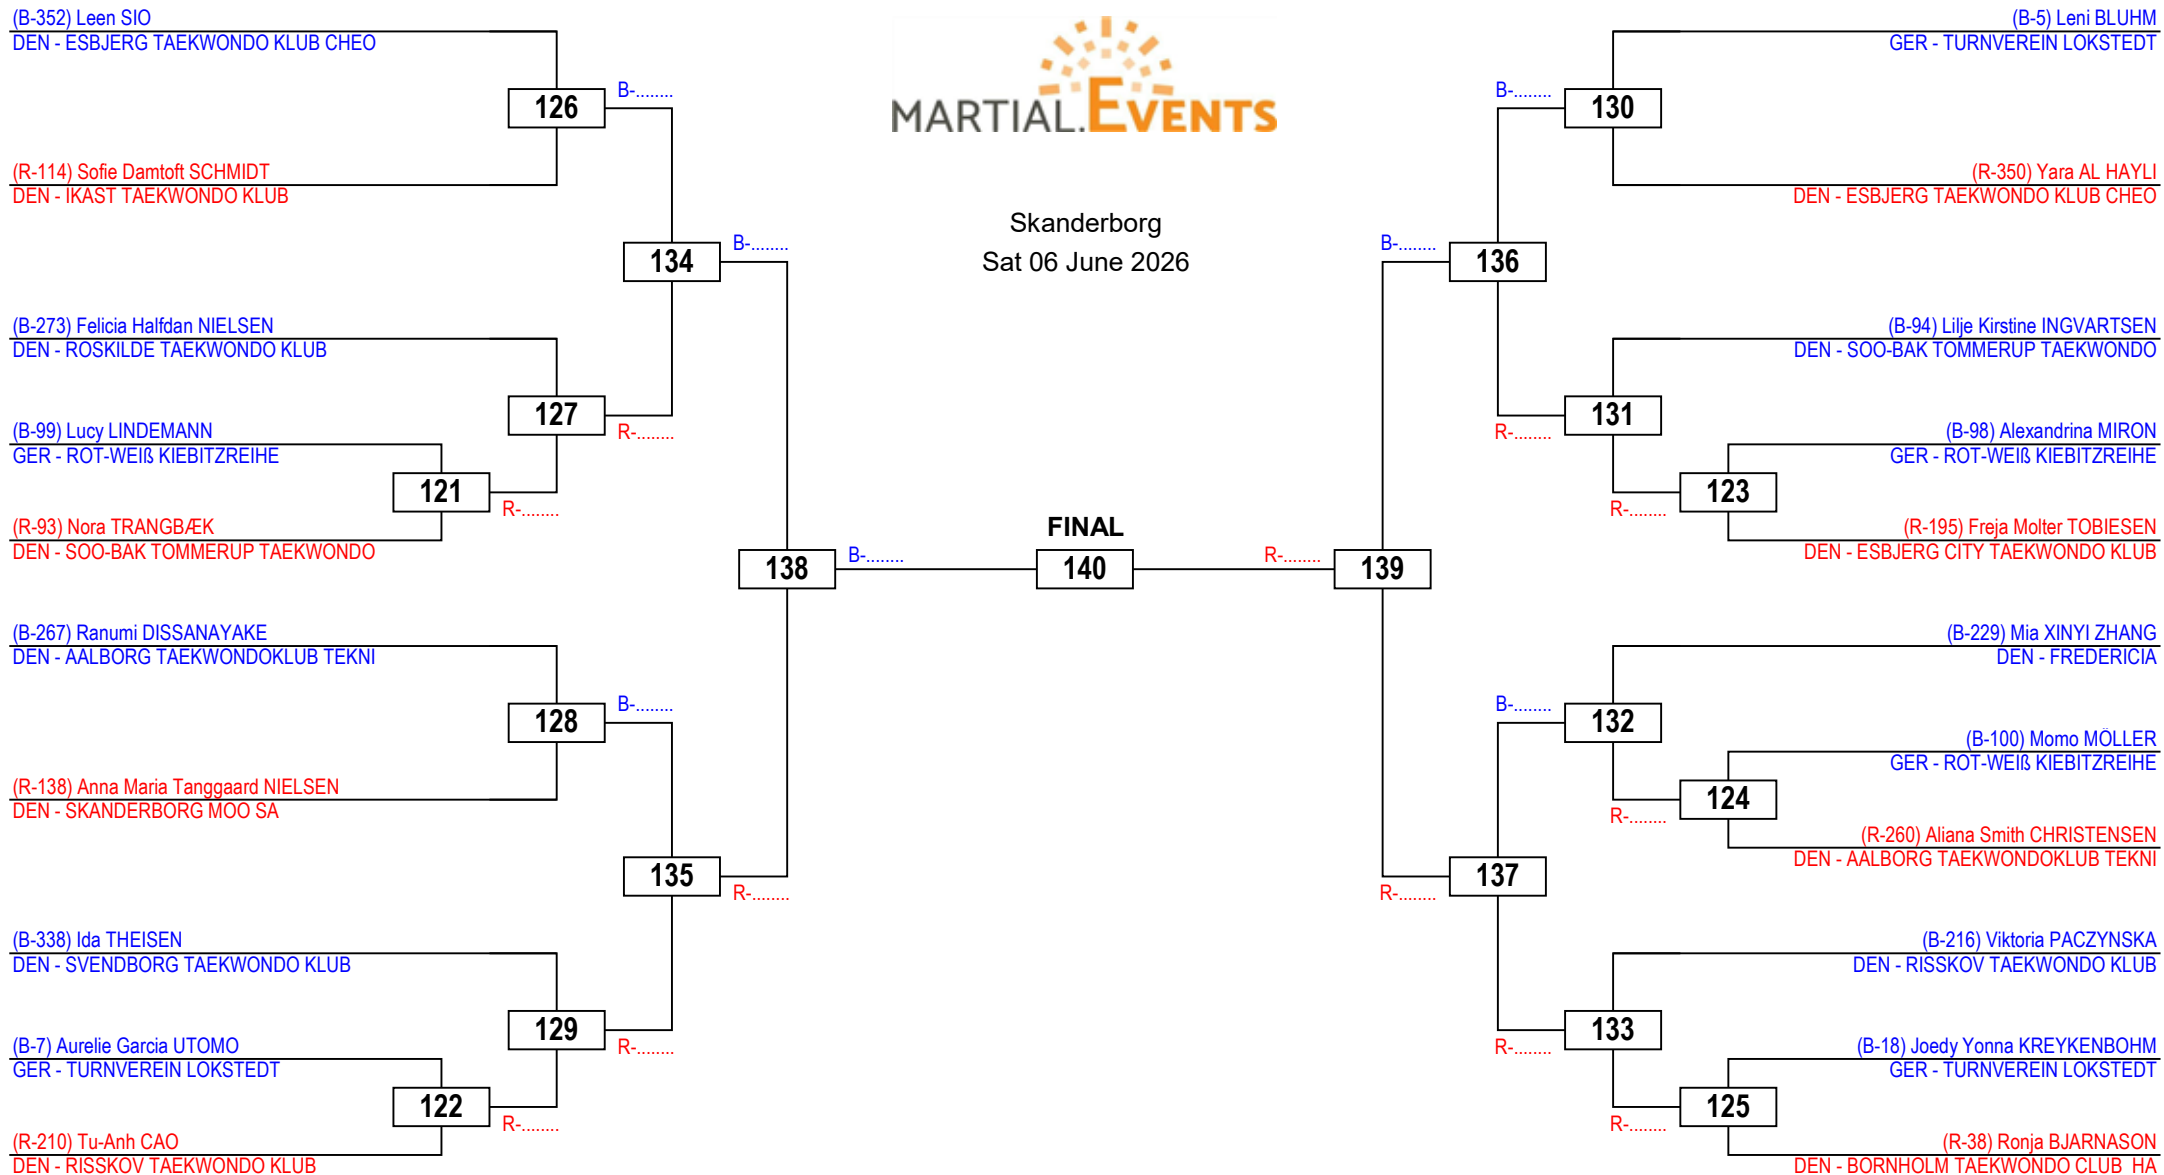 (B-352) Leen SIO
DEN - ESBJERG TAEKWONDO KLUB CHEO
126
B-........
(R-114) Sofie Damtoft SCHMIDT
DEN - IKAST TAEKWONDO KLUB
134
B-........
(B-273) Felicia Halfdan NIELSEN
DEN - ROSKILDE TAEKWONDO KLUB
127
R-........
(B-99) Lucy LINDEMANN
GER - ROT-WEIß KIEBITZREIHE
121
R-........
(R-93) Nora TRANGBÆK
DEN - SOO-BAK TOMMERUP TAEKWONDO
138
B-........
(B-267) Ranumi DISSANAYAKE
DEN - AALBORG TAEKWONDOKLUB TEKNI
128
B-........
(R-138) Anna Maria Tanggaard NIELSEN
DEN - SKANDERBORG MOO SA
135
R-........
(B-338) Ida THEISEN
DEN - SVENDBORG TAEKWONDO KLUB
129
R-........
(B-7) Aurelie Garcia UTOMO
GER - TURNVEREIN LOKSTEDT
122
R-........
(R-210) Tu-Anh CAO
DEN - RISSKOV TAEKWONDO KLUB
MARTIAL.EVENTS
Skanderborg
Sat 06 June 2026
FINAL
140
(B-5) Leni BLUHM
GER - TURNVEREIN LOKSTEDT
B-........
130
(R-350) Yara AL HAYLI
DEN - ESBJERG TAEKWONDO KLUB CHEO
B-........
136
(B-94) Lilje Kirstine INGVARTSEN
DEN - SOO-BAK TOMMERUP TAEKWONDO
131
R-........
(B-98) Alexandrina MIRON
GER - ROT-WEIß KIEBITZREIHE
123
R-........
(R-195) Freja Molter TOBIESEN
DEN - ESBJERG CITY TAEKWONDO KLUB
R-........
139
(B-229) Mia XINYI ZHANG
DEN - FREDERICIA
B-........
132
(B-100) Momo MÖLLER
GER - ROT-WEIß KIEBITZREIHE
124
R-........
(R-260) Aliana Smith CHRISTENSEN
DEN - AALBORG TAEKWONDOKLUB TEKNI
137
R-........
(B-216) Viktoria PACZYNSKA
DEN - RISSKOV TAEKWONDO KLUB
133
R-........
(B-18) Joedy Yonna KREYKENBOHM
GER - TURNVEREIN LOKSTEDT
125
R-........
(R-38) Ronja BJARNASON
DEN - BORNHOLM TAEKWONDO CLUB HA